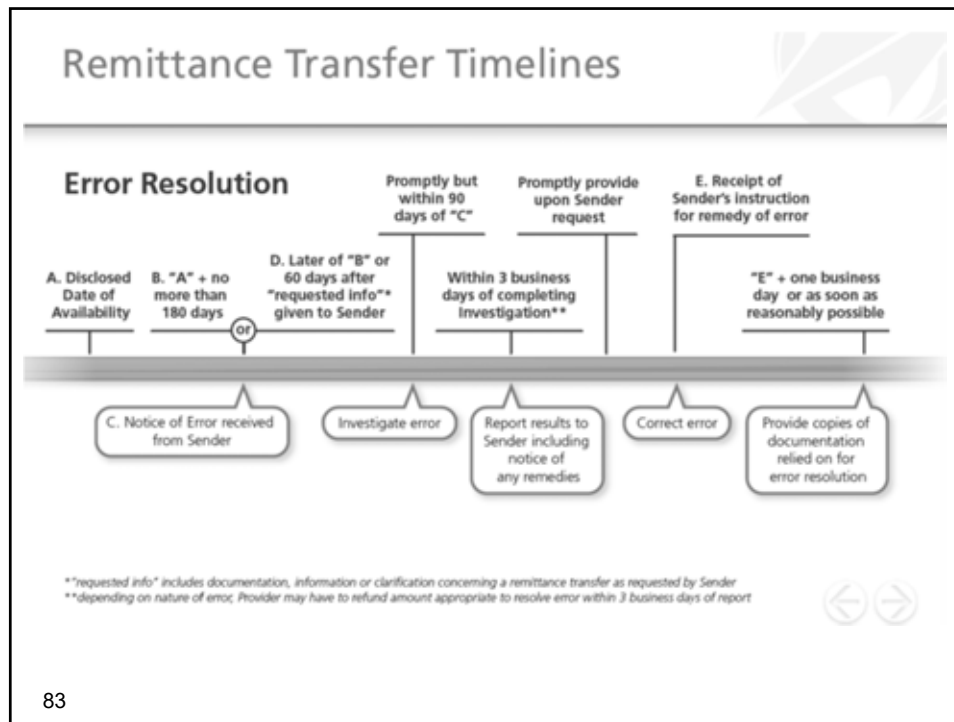 Remittance Transfer Timelines
Error Resolution
A. Disclosed
Date of
Availability
B. "A" + no
more than
180 days
or
D. Later of "B" or
60 days after
"requested info"*
given to Sender
Promptly but
within 90
days of "C"
Within 3 business
days of completing
Investigation**
Promptly provide
upon Sender
request
E. Receipt of
Sender's instruction
for remedy of error
"E" + one business
day or as soon as
reasonably possible
C. Notice of Error received
from Sender
Investigate error
Report results to
Sender including
notice of
any remedies
Correct error
Provide copies of
documentation
relied on for
error resolution
*"requested info" includes documentation, information or clarification concerning a remittance transfer as requested by Sender
**depending on nature of error, Provider may have to refund amount appropriate to resolve error within 3 business days of report
83